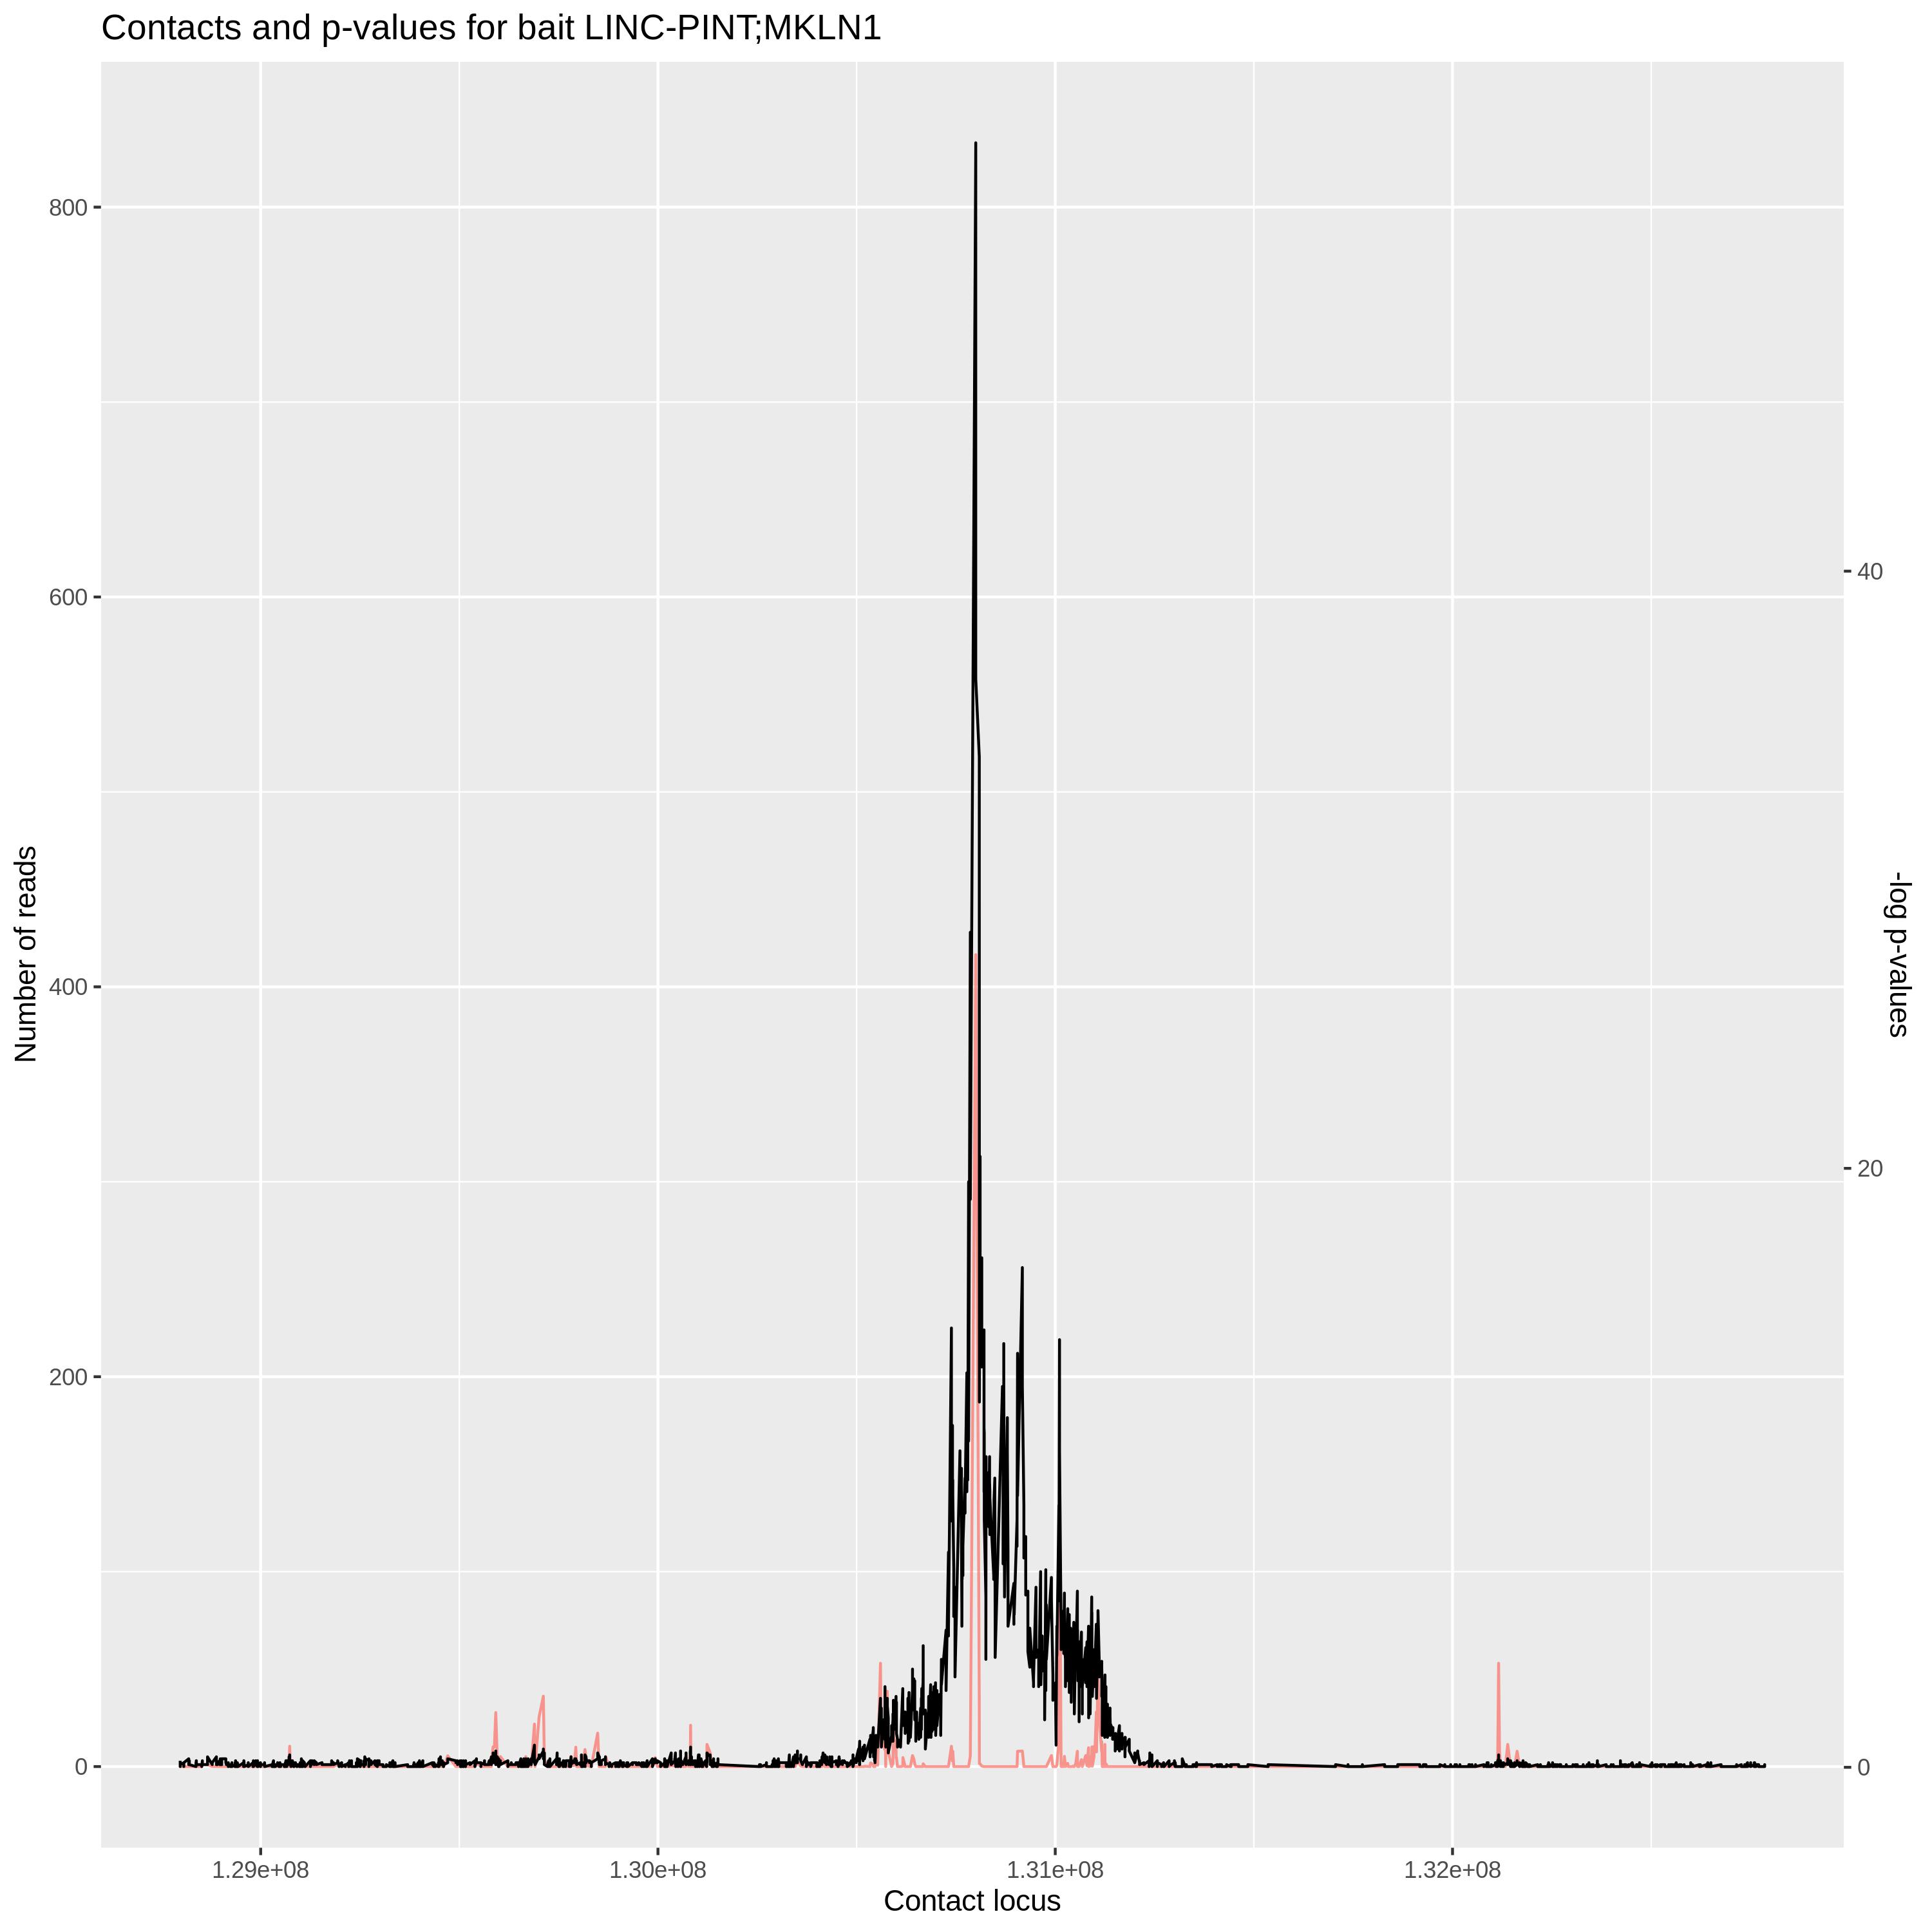 Contacts and p-values for bait LINC-PINT;MKLN1
800
600
400
200
0
Number of reads
40
20
0
-log p-values
1.29e+08 1.30e+08 1.31e+08 1.32e+08
Contact locus